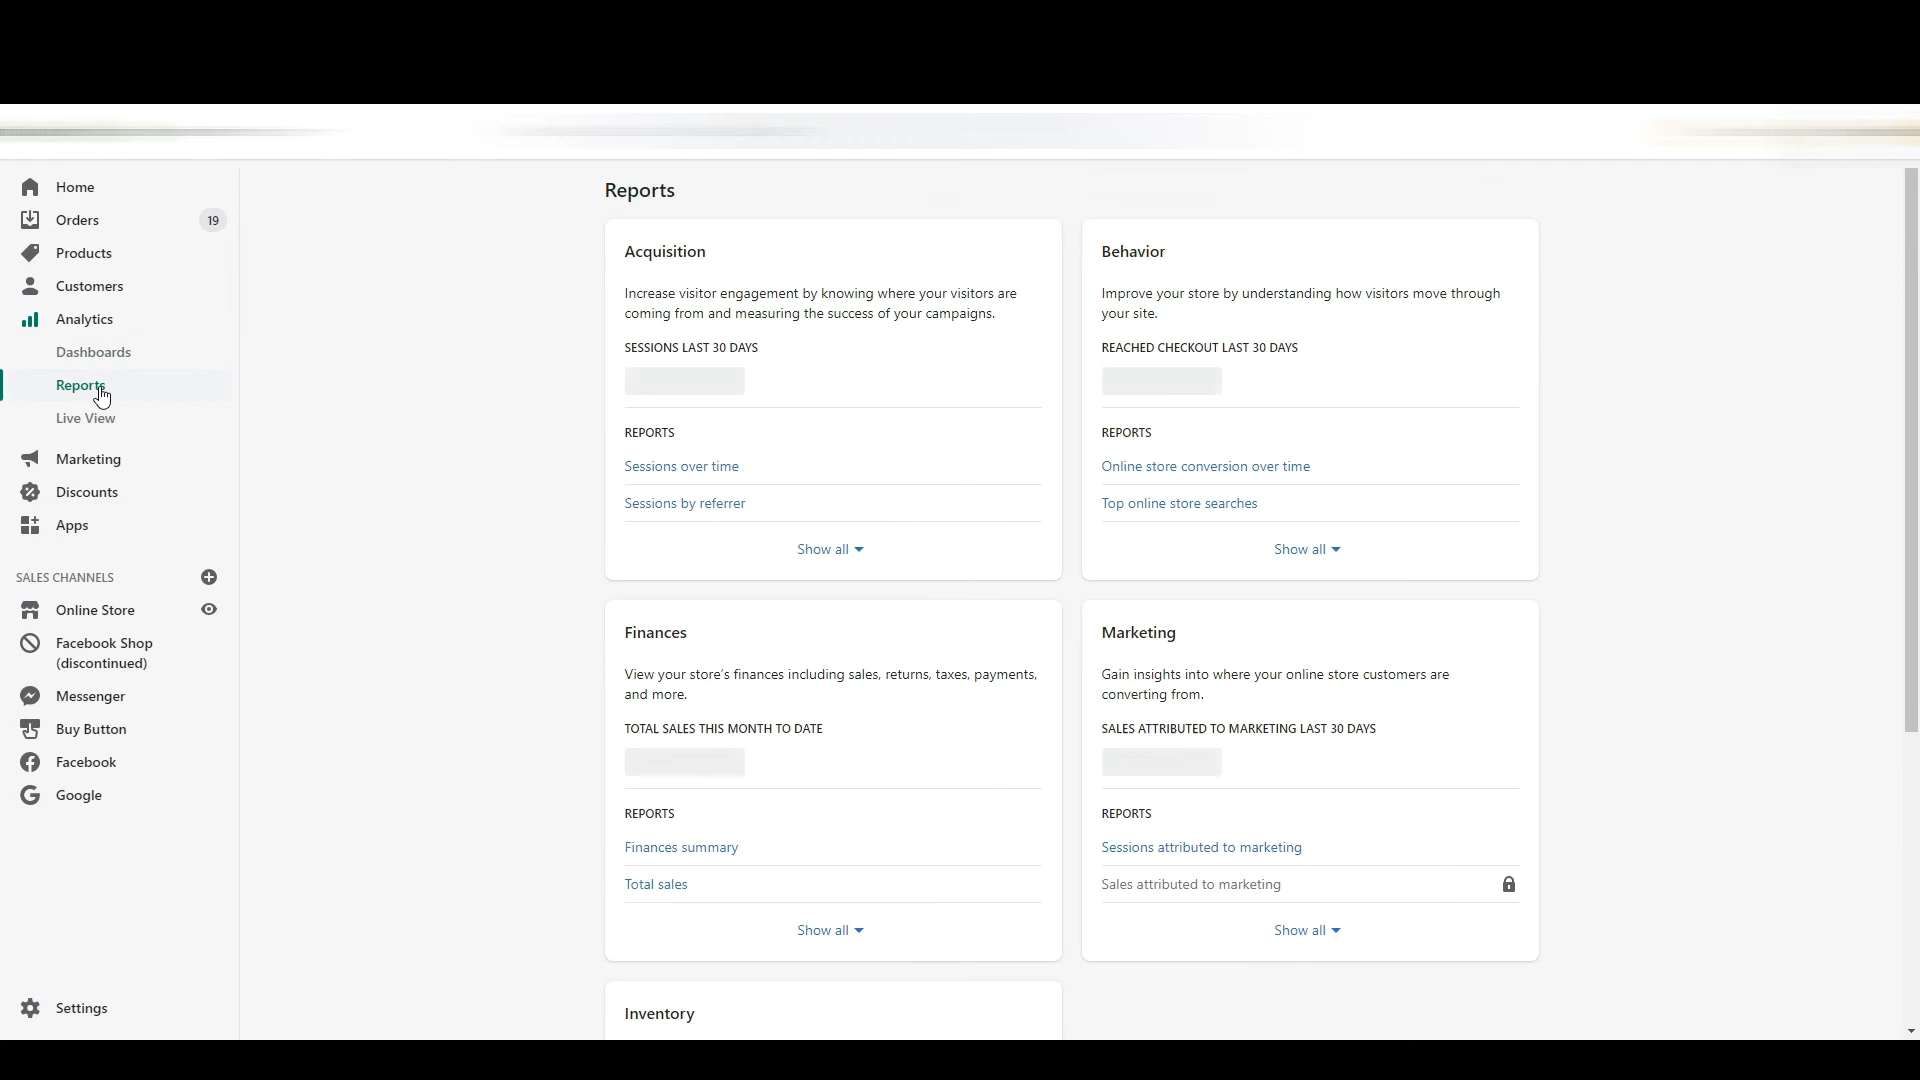 Home
Orders 19
Products
Customers
Analytics
Dashboards
Reports
Live View
Marketing
Discounts
Apps
SALES CHANNELS
Online Store
Facebook Shop
(discontinued)
Messenger
Buy Button
Facebook
Google
Settings
Reports
Acquisition
Increase visitor engagement by knowing where your visitors are
coming from and measuring the success of your campaigns.
SESSIONS LAST 30 DAYS
REPORTS
Sessions over time
Sessions by referrer
Show all
Behavior
Improve your store by understanding how visitors move through
your site.
REACHED CHECKOUT LAST 30 DAYS
REPORTS
Online store conversion over time
Top online store searches
Show all
Finances
View your store's finances including sales, returns, taxes, payments,
and more.
TOTAL SALES THIS MONTH TO DATE
REPORTS
Finances summary
Total sales
Show all
Marketing
Gain insights into where your online store customers are
converting from.
SALES ATTRIBUTED TO MARKETING LAST 30 DAYS
REPORTS
Sessions attributed to marketing
Sales attributed to marketing
Show all
Inventory